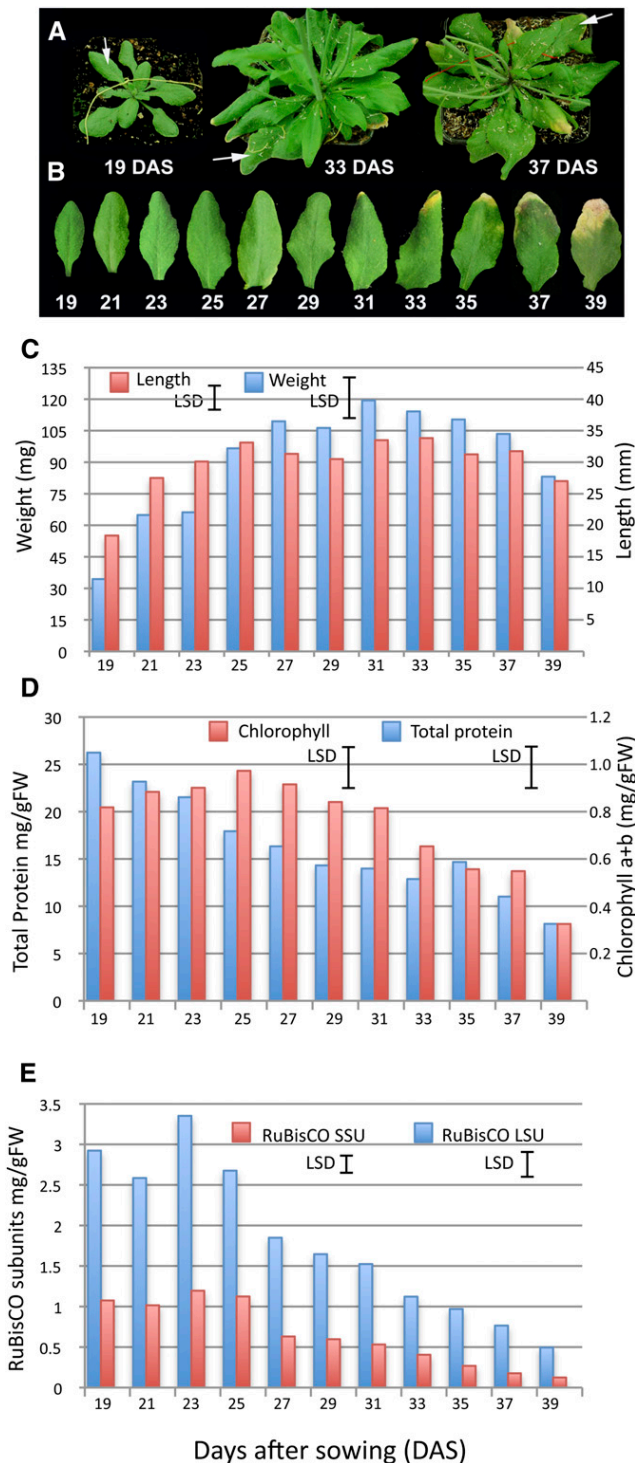 A
19 DAS 33 DAS 37 DAS
B
19 21 23 25 27 29 31 33 35 37 39
C
135 45
120 40
105 35
90 30
75 25
60 20
45 15
30 10
15 5
0
Length Weight
LSD LSD
Weight (mg)
Length (mm)
19 21 23 25 27 29 31 33 35 37 39
D
30 1.2
25 1.0
20 0.8
15 0.6
10 0.4
5 0.2
0
Chlorophyll Total protein
LSD LSD
Total Protein mg/gFW
Chlorophyll a+b (mg/gFW)
19 21 23 25 27 29 31 33 35 37 39
E
3.5
3
2.5
2
1.5
1
0.5
0
RuBisCO SSU RuBisCO LSU
LSD LSD
RuBisCO subunits mg/gFW
19 21 23 25 27 29 31 33 35 37 39
Days after sowing (DAS)